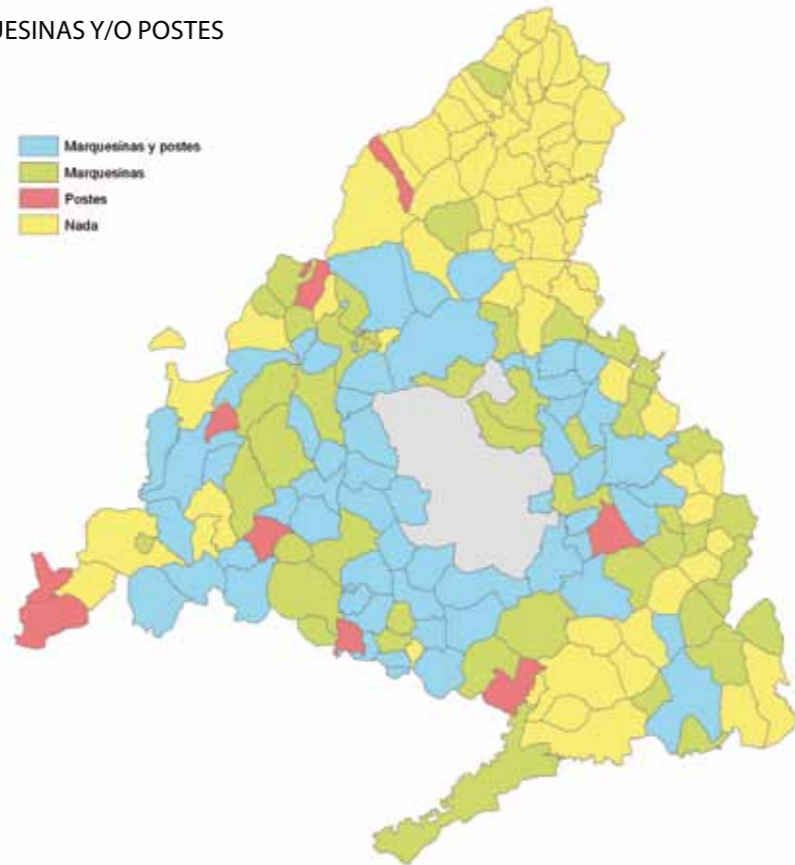 UESINAS Y/O POSTES
Marquesinas y postes
Marquesinas
Postes
Nada